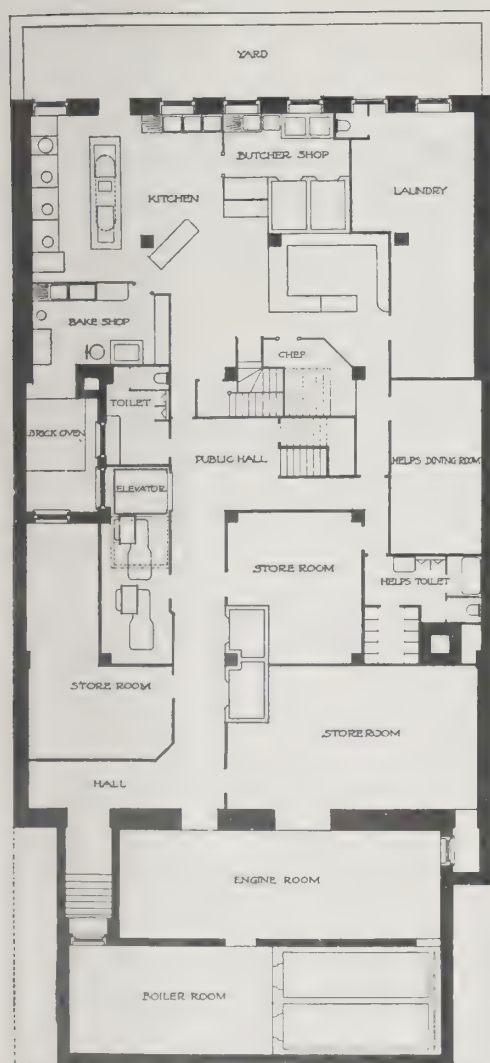 YARD
BUTCHER SHOP
KITCHEN
LAUNDRY
BAKE SHOP
CHEF
TOILET
BRICK OVEN
PUBLIC HALL
HELPS DINING ROOM
ELEVATOR
STORE ROOM
HELPS TOILET
STORE ROOM
STORE ROOM
HALL
ENGINE ROOM
BOILER ROOM